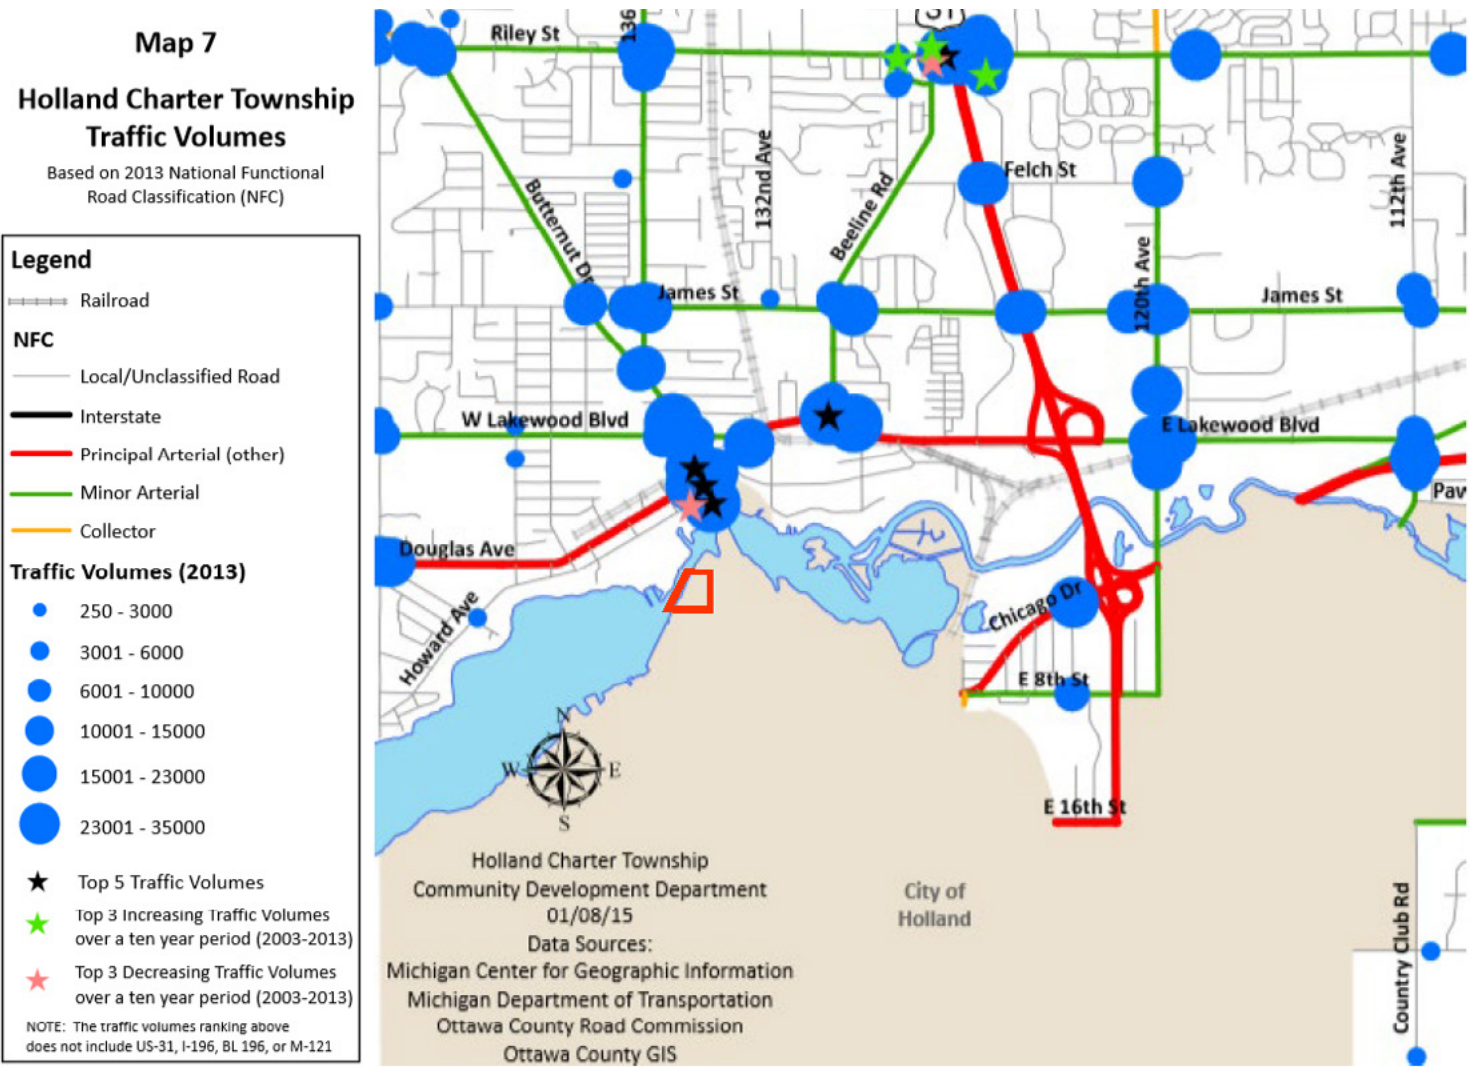 Map 7
Holland Charter Township
Traffic Volumes
Based on 2013 National Functional
Road Classification (NFC)
Legend
Railroad
NFC
Local/Unclassified Road
Interstate
Principal Arterial (other)
Minor Arterial
Collector
Traffic Volumes (2013)
250 - 3000
3001 - 6000
6001 - 10000
10001 - 15000
15001 - 23000
23001 - 35000
Top 5 Traffic Volumes
Top 3 Increasing Traffic Volumes
over a ten year period (2003-2013)
Top 3 Decreasing Traffic Volumes
over a ten year period (2003-2013)
NOTE: The traffic volumes ranking above
does not include US-31, I-196, BL 196, or M-121
Riley St
136
31
132nd Ave
Beeline Rd
Felch St
112th Ave
Butternut Dr
120th Ave
James St
James St
W Lakewood Blvd
E Lakewood Blvd
Paw
Douglas Ave
Howard Ave
Chicago Dr
E 8th St
E 16th St
N
W
E
S
Holland Charter Township
Community Development Department
01/08/15
Data Sources:
Michigan Center for Geographic Information
Michigan Department of Transportation
Ottawa County Road Commission
Ottawa County GIS
City of
Holland
Country Club Rd